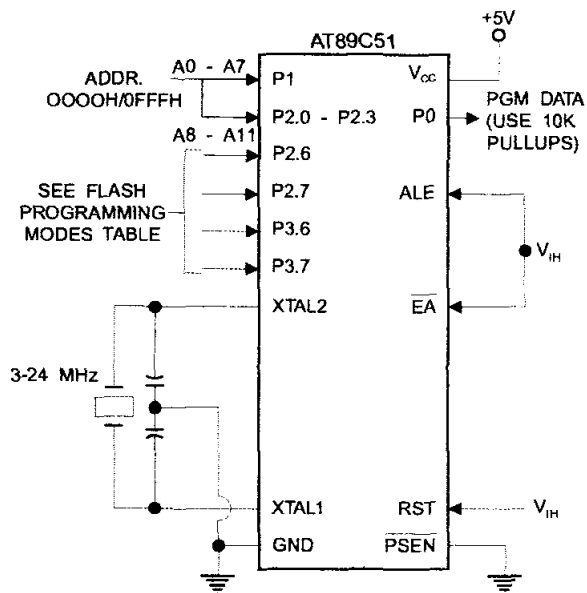 +5V
AT89C51
A0 - A7
ADDR.
OOOOH/0FFFH
P1
VCC
P2.0 - P2.3
P0
PGM DATA
(USE 10K
PULLUPS)
A8 - A11
P2.6
SEE FLASH
PROGRAMMING
MODES TABLE
P2.7
ALE
P3.6
VIH
P3.7
XTAL2
EA
3-24 MHz
XTAL1
RST
VIH
GND
PSEN